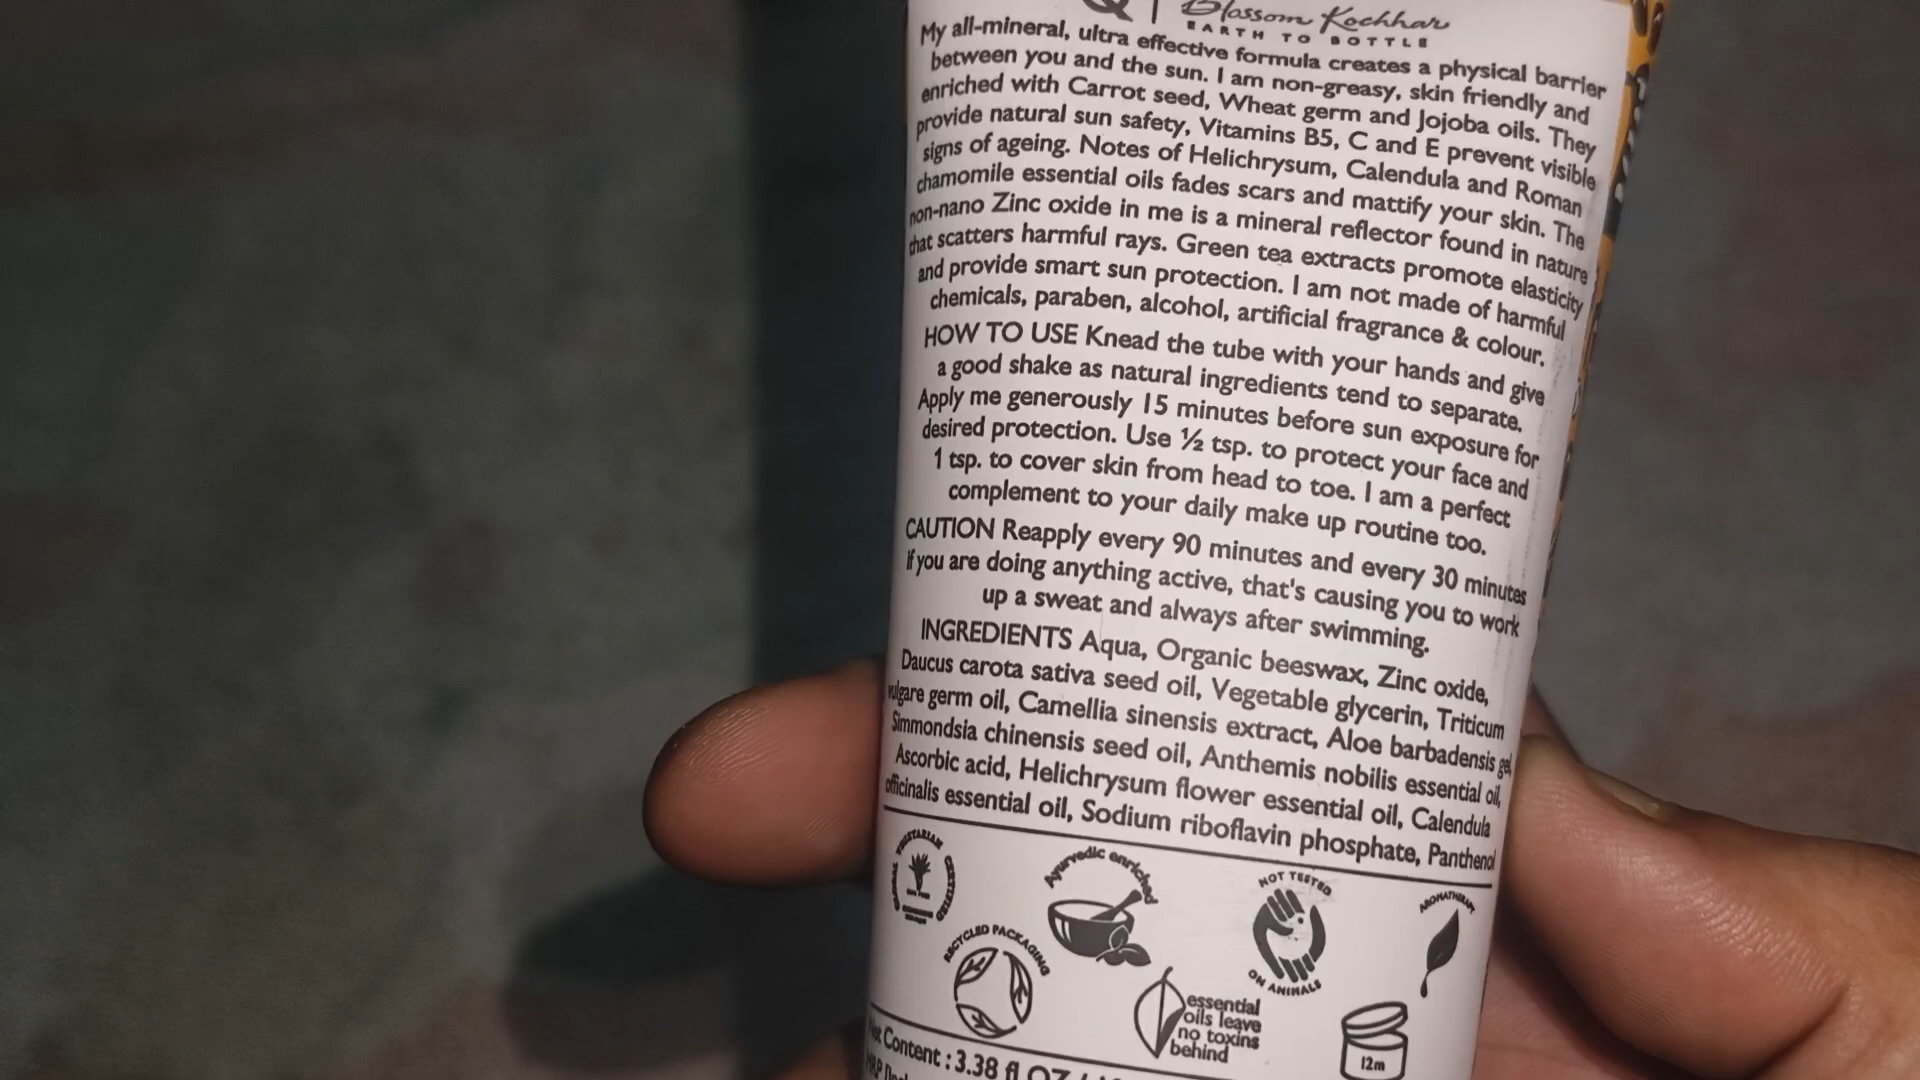 Blossom Kochhar
EARTH TO BOTTLE
My all-mineral, ultra effective formula creates a physical barrier
between you and the sun. I am non-greasy, skin friendly and
enriched with Carrot seed, Wheat germ and Jojoba oils. They
provide natural sun safety, Vitamins B5, C and E prevent visible
signs of ageing. Notes of Helichrysum, Calendula and Roman
chamomile essential oils fades scars and mattify your skin. The
non-nano Zinc oxide in me is a mineral reflector found in nature
that scatters harmful rays. Green tea extracts promote elasticity
and provide smart sun protection. I am not made of harmful
chemicals, paraben, alcohol, artificial fragrance & colour.
HOW TO USE Knead the tube with your hands and give
a good shake as natural ingredients tend to separate.
Apply me generously 15 minutes before sun exposure for
desired protection. Use ½ tsp. to protect your face and
1 tsp. to cover skin from head to toe. I am a perfect
complement to your daily make up routine too.
CAUTION Reapply every 90 minutes and every 30 minutes
if you are doing anything active, that's causing you to work
up a sweat and always after swimming.
INGREDIENTS Aqua, Organic beeswax, Zinc oxide,
Daucus carota sativa seed oil, Vegetable glycerin, Triticum
vulgare germ oil, Camellia sinensis extract, Aloe barbadensis gel
Simmondsia chinensis seed oil, Anthemis nobilis essential oil,
Ascorbic acid, Helichrysum flower essential oil, Calendula
officinalis essential oil, Sodium riboflavin phosphate, Panthenol
VEGETARIAN CERTIFIED
Ayurvedic enriched
NOT TESTED
ON ANIMALS
AROMATHERAPY
RECYCLED PACKAGING
essential
oils leave
no toxins
behind
12m
Net Content : 3.38 fl OZ /
MRP